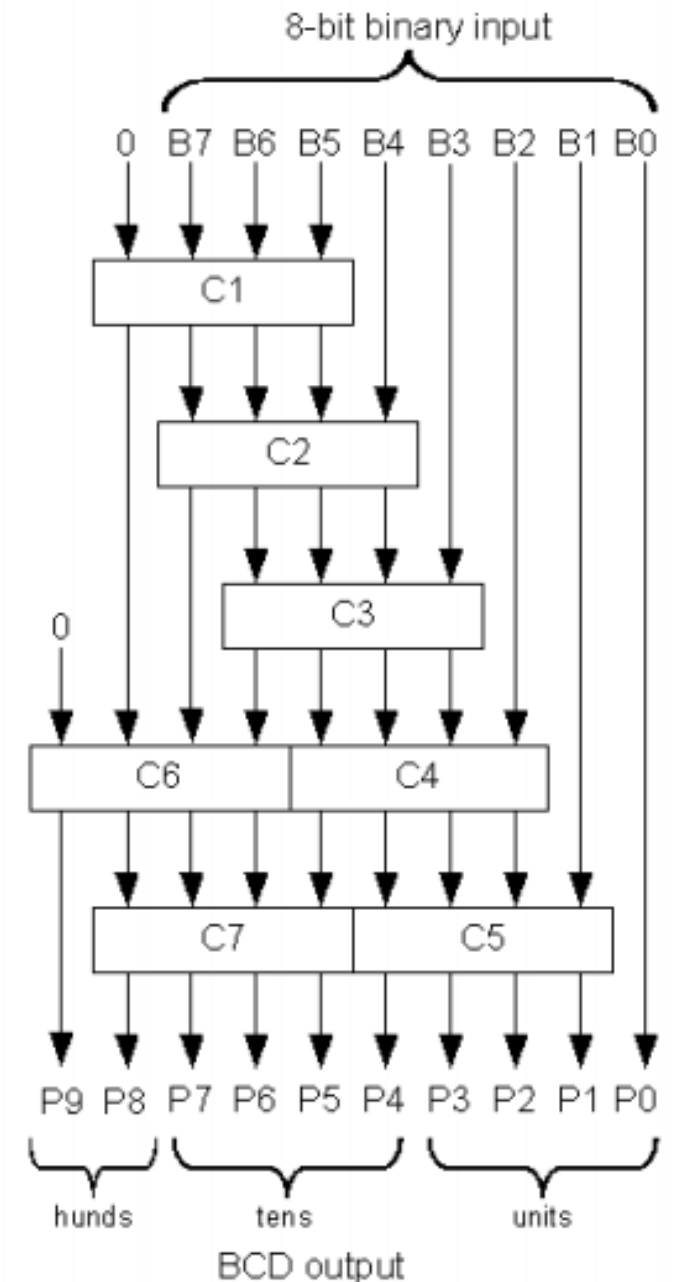 8-bit binary input
0 B7 B6 B5 B4 B3 B2 B1 B0
C1
C2
C3
0
C6 C4
C7 C5
P9 P8 P7 P6 P5 P4 P3 P2 P1 P0
hunds tens units
BCD output